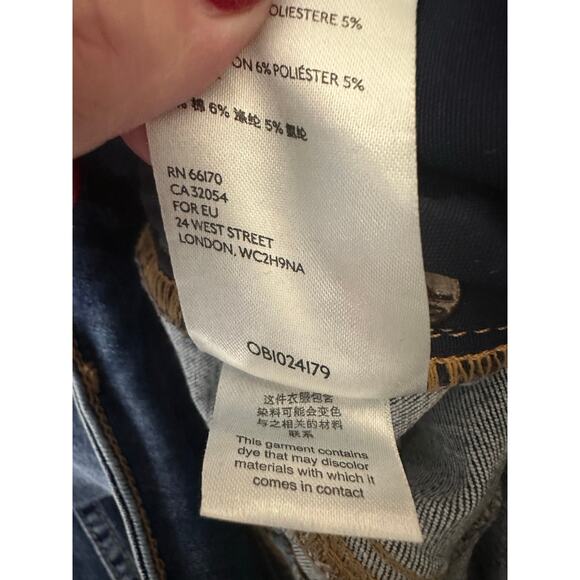 OLIESTERE 5%
ON 6% POLIÉSTER 5%
棉 6% 涤纶 5% 氨纶
RN 66170
CA 32054
FOR EU
24 WEST STREET
LONDON, WC2H9NA
OB1024179
这件衣服包含
染料可能会变色
与之相关的材料
联系
This garment contains
dye that may discolor
materials with which it
comes in contact